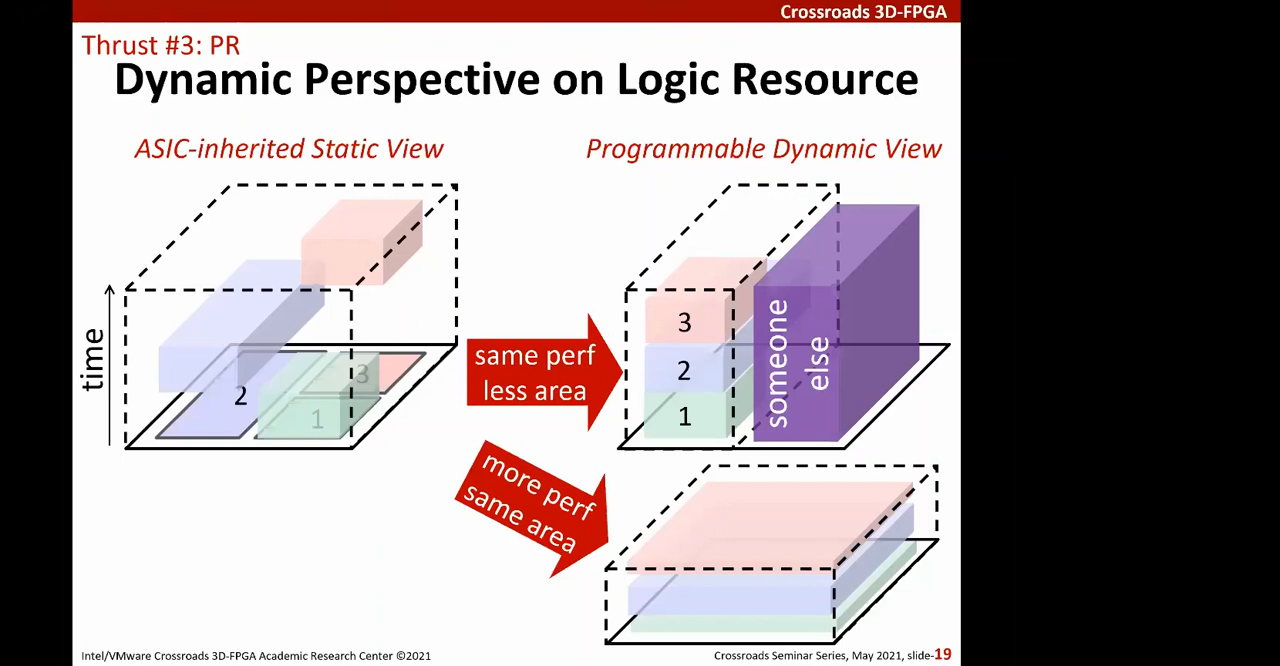 Crossroads 3D-FPGA
Thrust #3: PR
Dynamic Perspective on Logic Resource
ASIC-inherited Static View
Programmable Dynamic View
time
2
3
1
same perf
less area
3
2
1
someone
else
more perf
same area
Intel/VMware Crossroads 3D-FPGA Academic Research Center ©2021
Crossroads Seminar Series, May 2021, slide-19